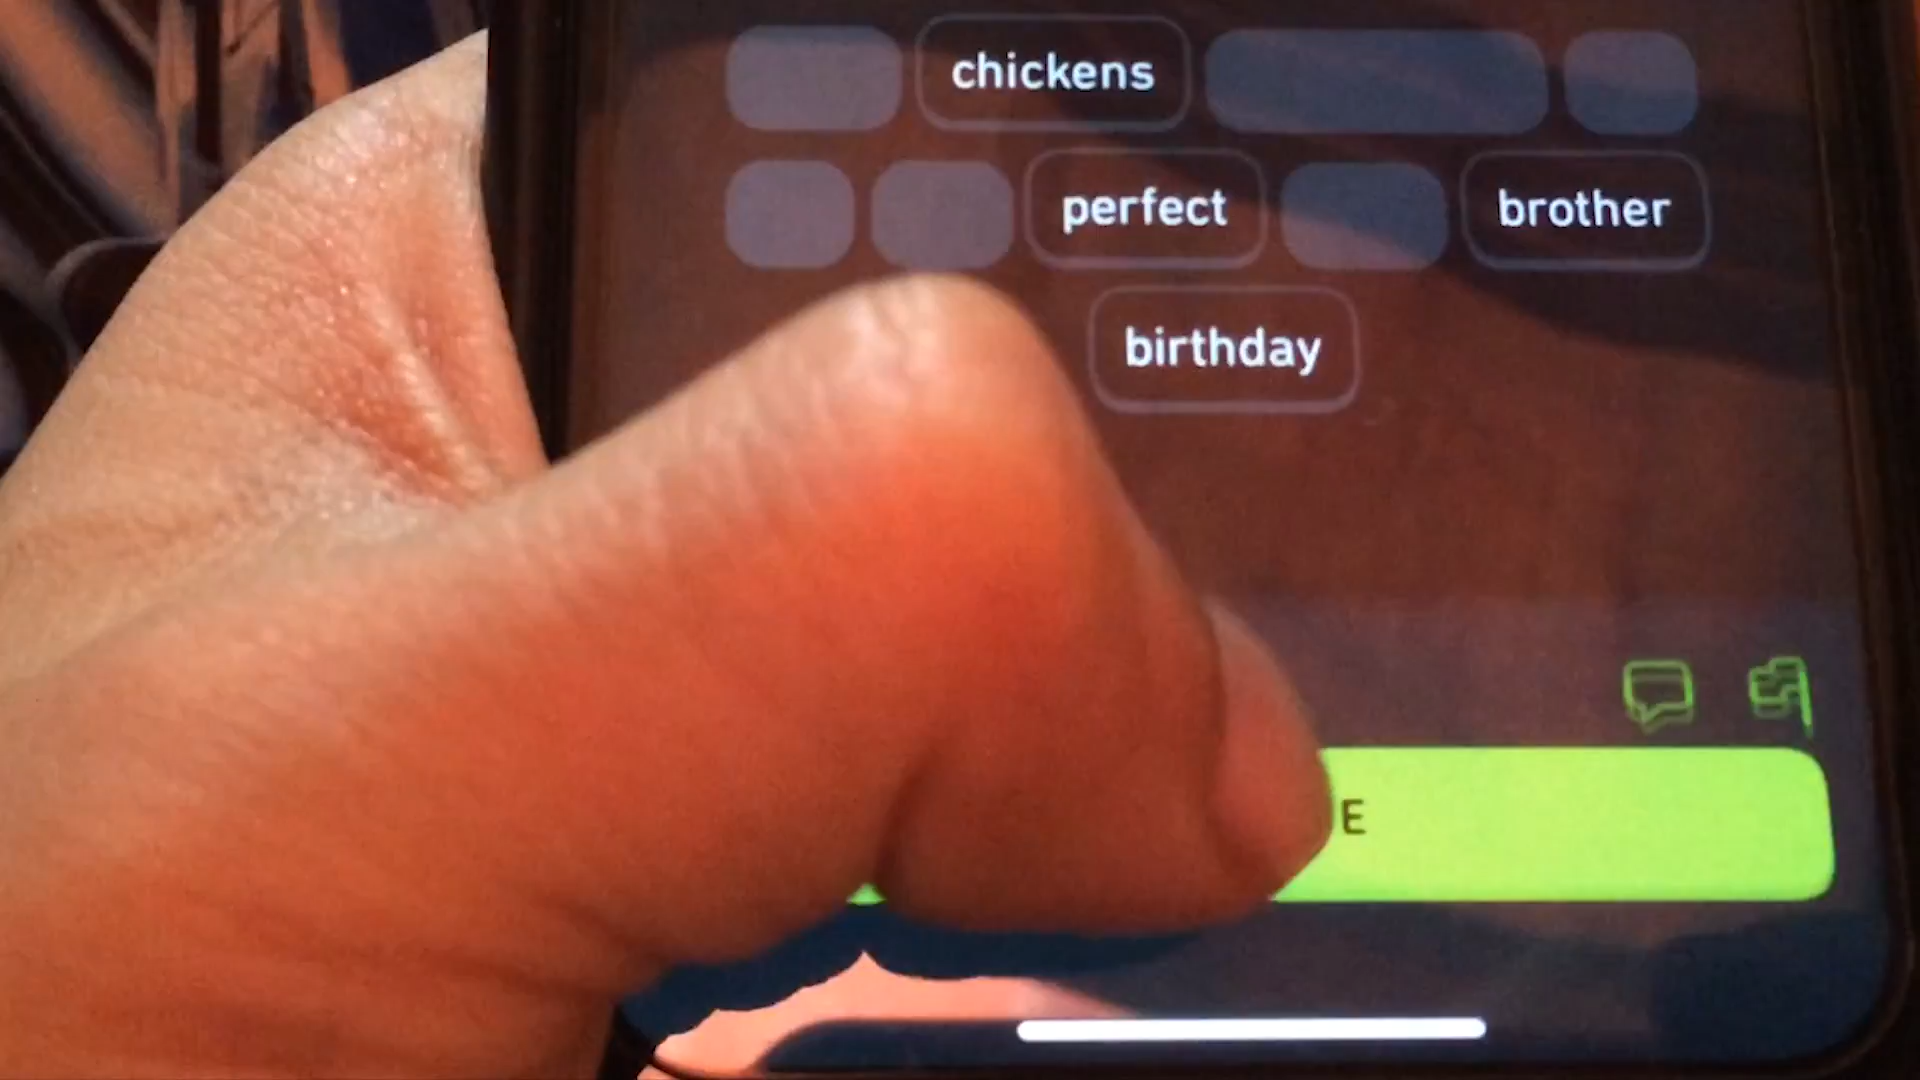 chickens
perfect brother
birthday
E